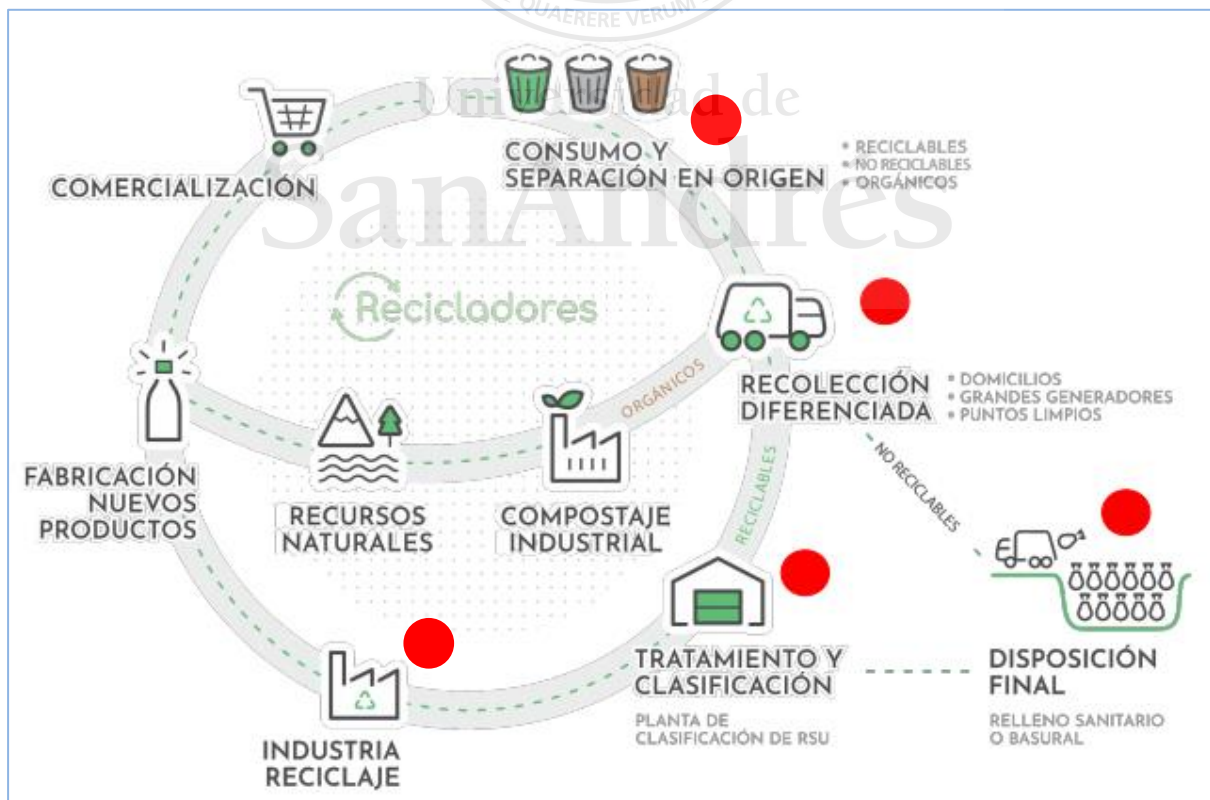 QUAERERE VERUM
Universidad de
SanAndrés
COMERCIALIZACIÓN
CONSUMO Y
SEPARACIÓN EN ORIGEN
• RECICLABLES
• NO RECICLABLES
• ORGÁNICOS
Recicladores
ORGÁNICOS
RECOLECCIÓN
DIFERENCIADA
• DOMICILIOS
• GRANDES GENERADORES
• PUNTOS LIMPIOS
FABRICACIÓN
NUEVOS
PRODUCTOS
RECURSOS
NATURALES
COMPOSTAJE
INDUSTRIAL
RECICLABLES
NO RECICLABLES
TRATAMIENTO Y
CLASIFICACIÓN
PLANTA DE
CLASIFICACIÓN DE RSU
DISPOSICIÓN
FINAL
RELLENO SANITARIO
O BASURAL
INDUSTRIA
RECICLAJE